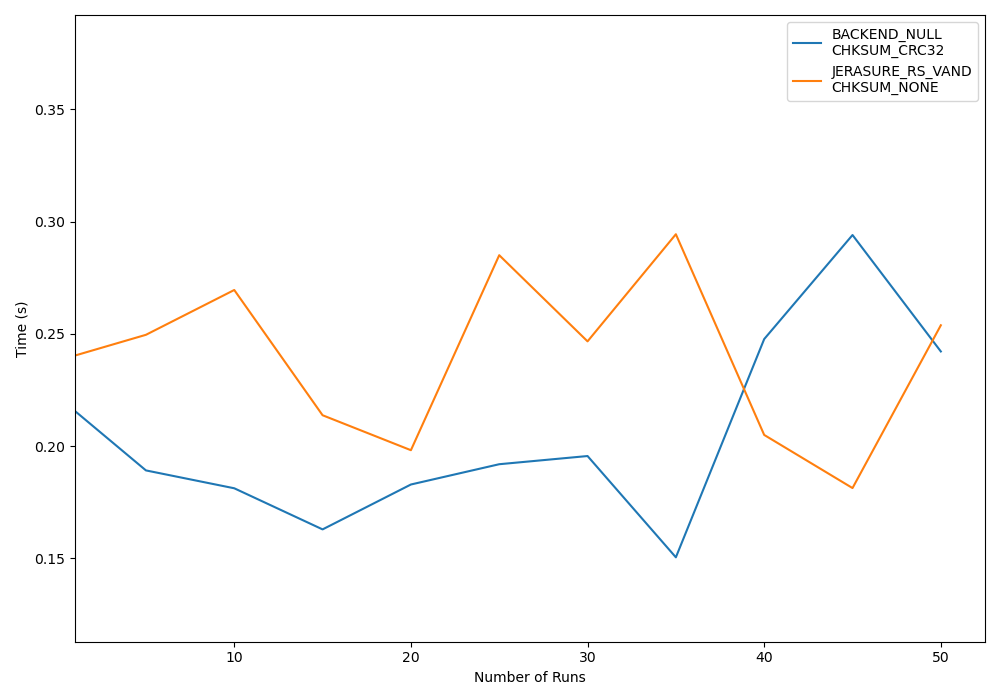 BACKEND_NULL
CHKSUM_CRC32
JERASURE_RS_VAND
CHKSUM_NONE
0.35
0.30
0.25
0.20
0.15
Time (s)
10 20 30 40 50
Number of Runs